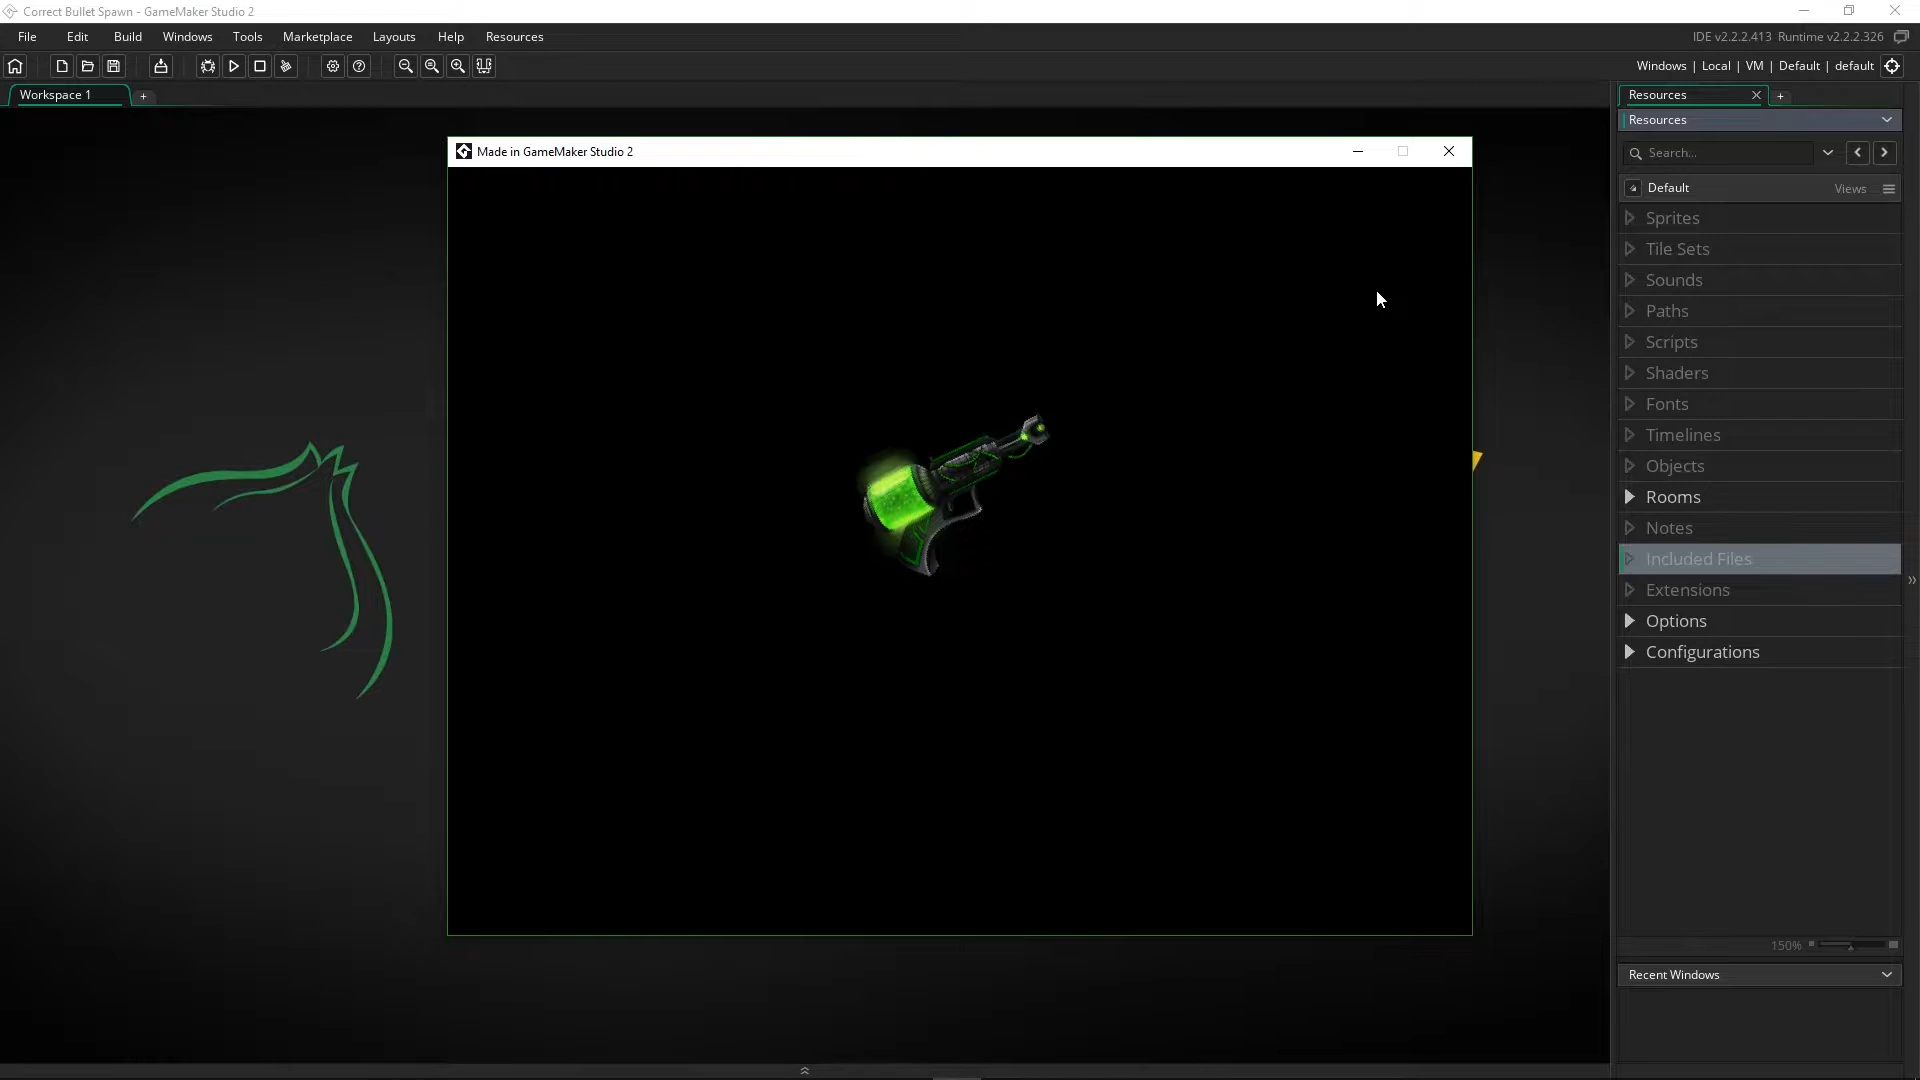 Correct Bullet Spawn - GameMaker Studio 2
File Edit Build Windows Tools Marketplace Layouts Help Resources
IDE v2.2.2.413 Runtime v2.2.2.326
Windows | Local | VM | Default | default
Workspace 1 +
Resources +
Resources
Made in GameMaker Studio 2
Search...
Default Views
Sprites
Tile Sets
Sounds
Paths
Scripts
Shaders
Fonts
Timelines
Objects
Rooms
Notes
Included Files
Extensions
Options
Configurations
150%
Recent Windows